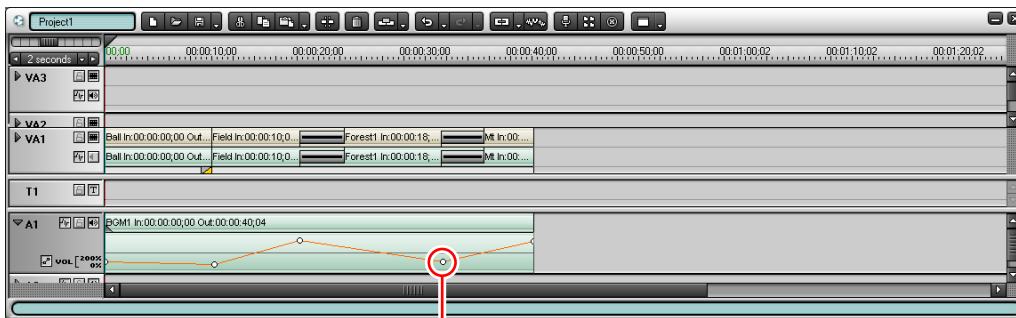 Project1
2 seconds
00;00 00:00:10;00 00:00:20;00 00:00:30;00 00:00:40;00 00:00:50;00 00:01:00;02 00:01:10;02 00:01:20;02
VA3
VA2
VA1
Ball In:00:00:00;00 Out... Field In:00:00:10;0... Forest1 In:00:00:18;... Mt In:00:...
Ball In:00:00:00;00 Out... Field In:00:00:10;0... Forest1 In:00:00:18;... Mt In:00:...
T1 T
A1 BGM1 In:00:00:00;00 Out:00:00:40;04
VOL 200%
0%